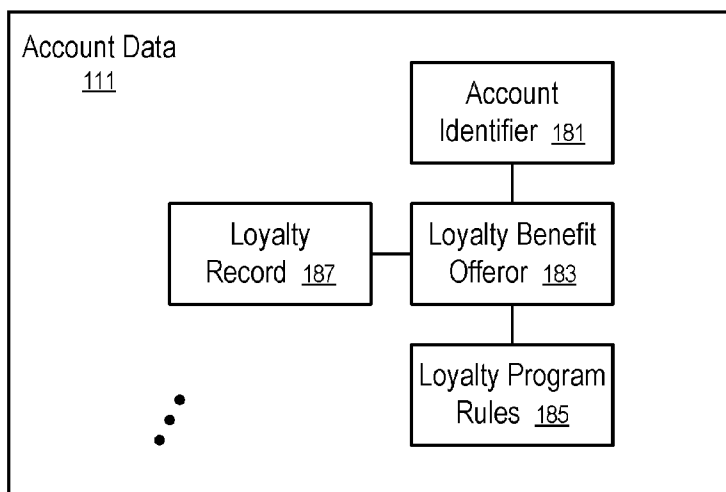 Account Data
111
Account
Identifier 181
Loyalty
Record 187
Loyalty Benefit
Offeror 183
Loyalty Program
Rules 185